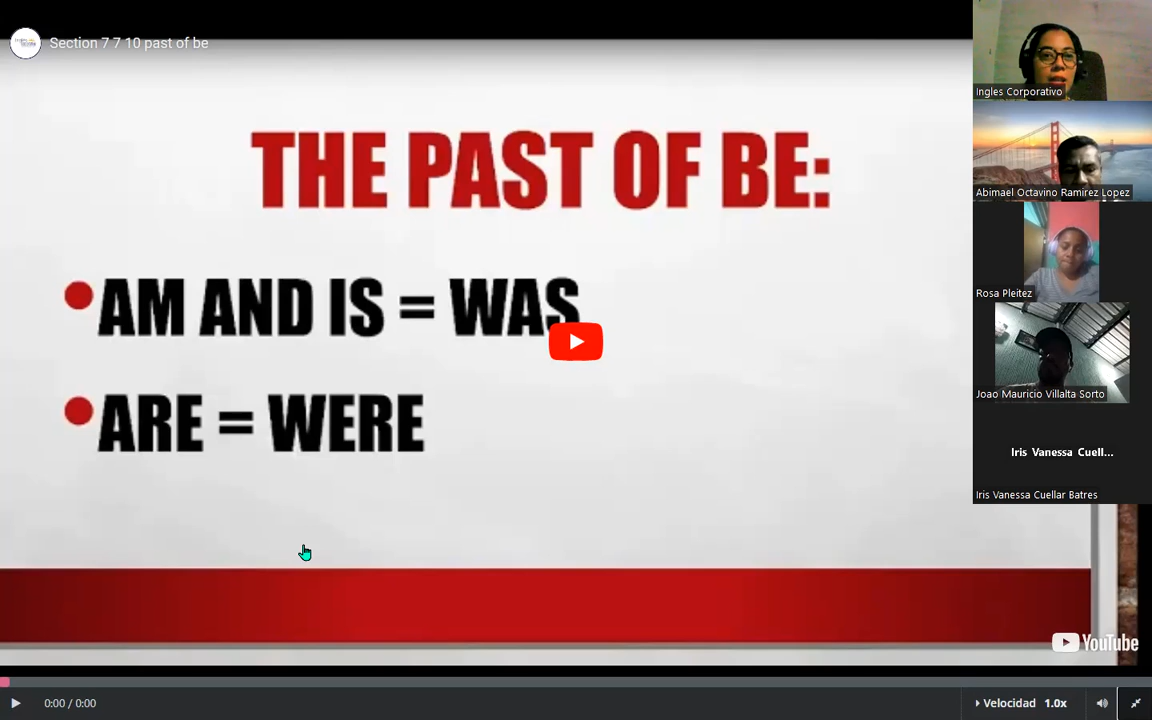 Section 7 7 10 past of be
THE PAST OF BE:
AM AND IS = WAS
ARE = WERE
Ingles Corporativo
Abimael Octavino Ramirez Lopez
Rosa Pleitez
Joao Mauricio Villalta Sorto
Iris Vanessa Cuell...
Iris Vanessa Cuellar Batres
YouTube
0:00 / 0:00
Velocidad 1.0x